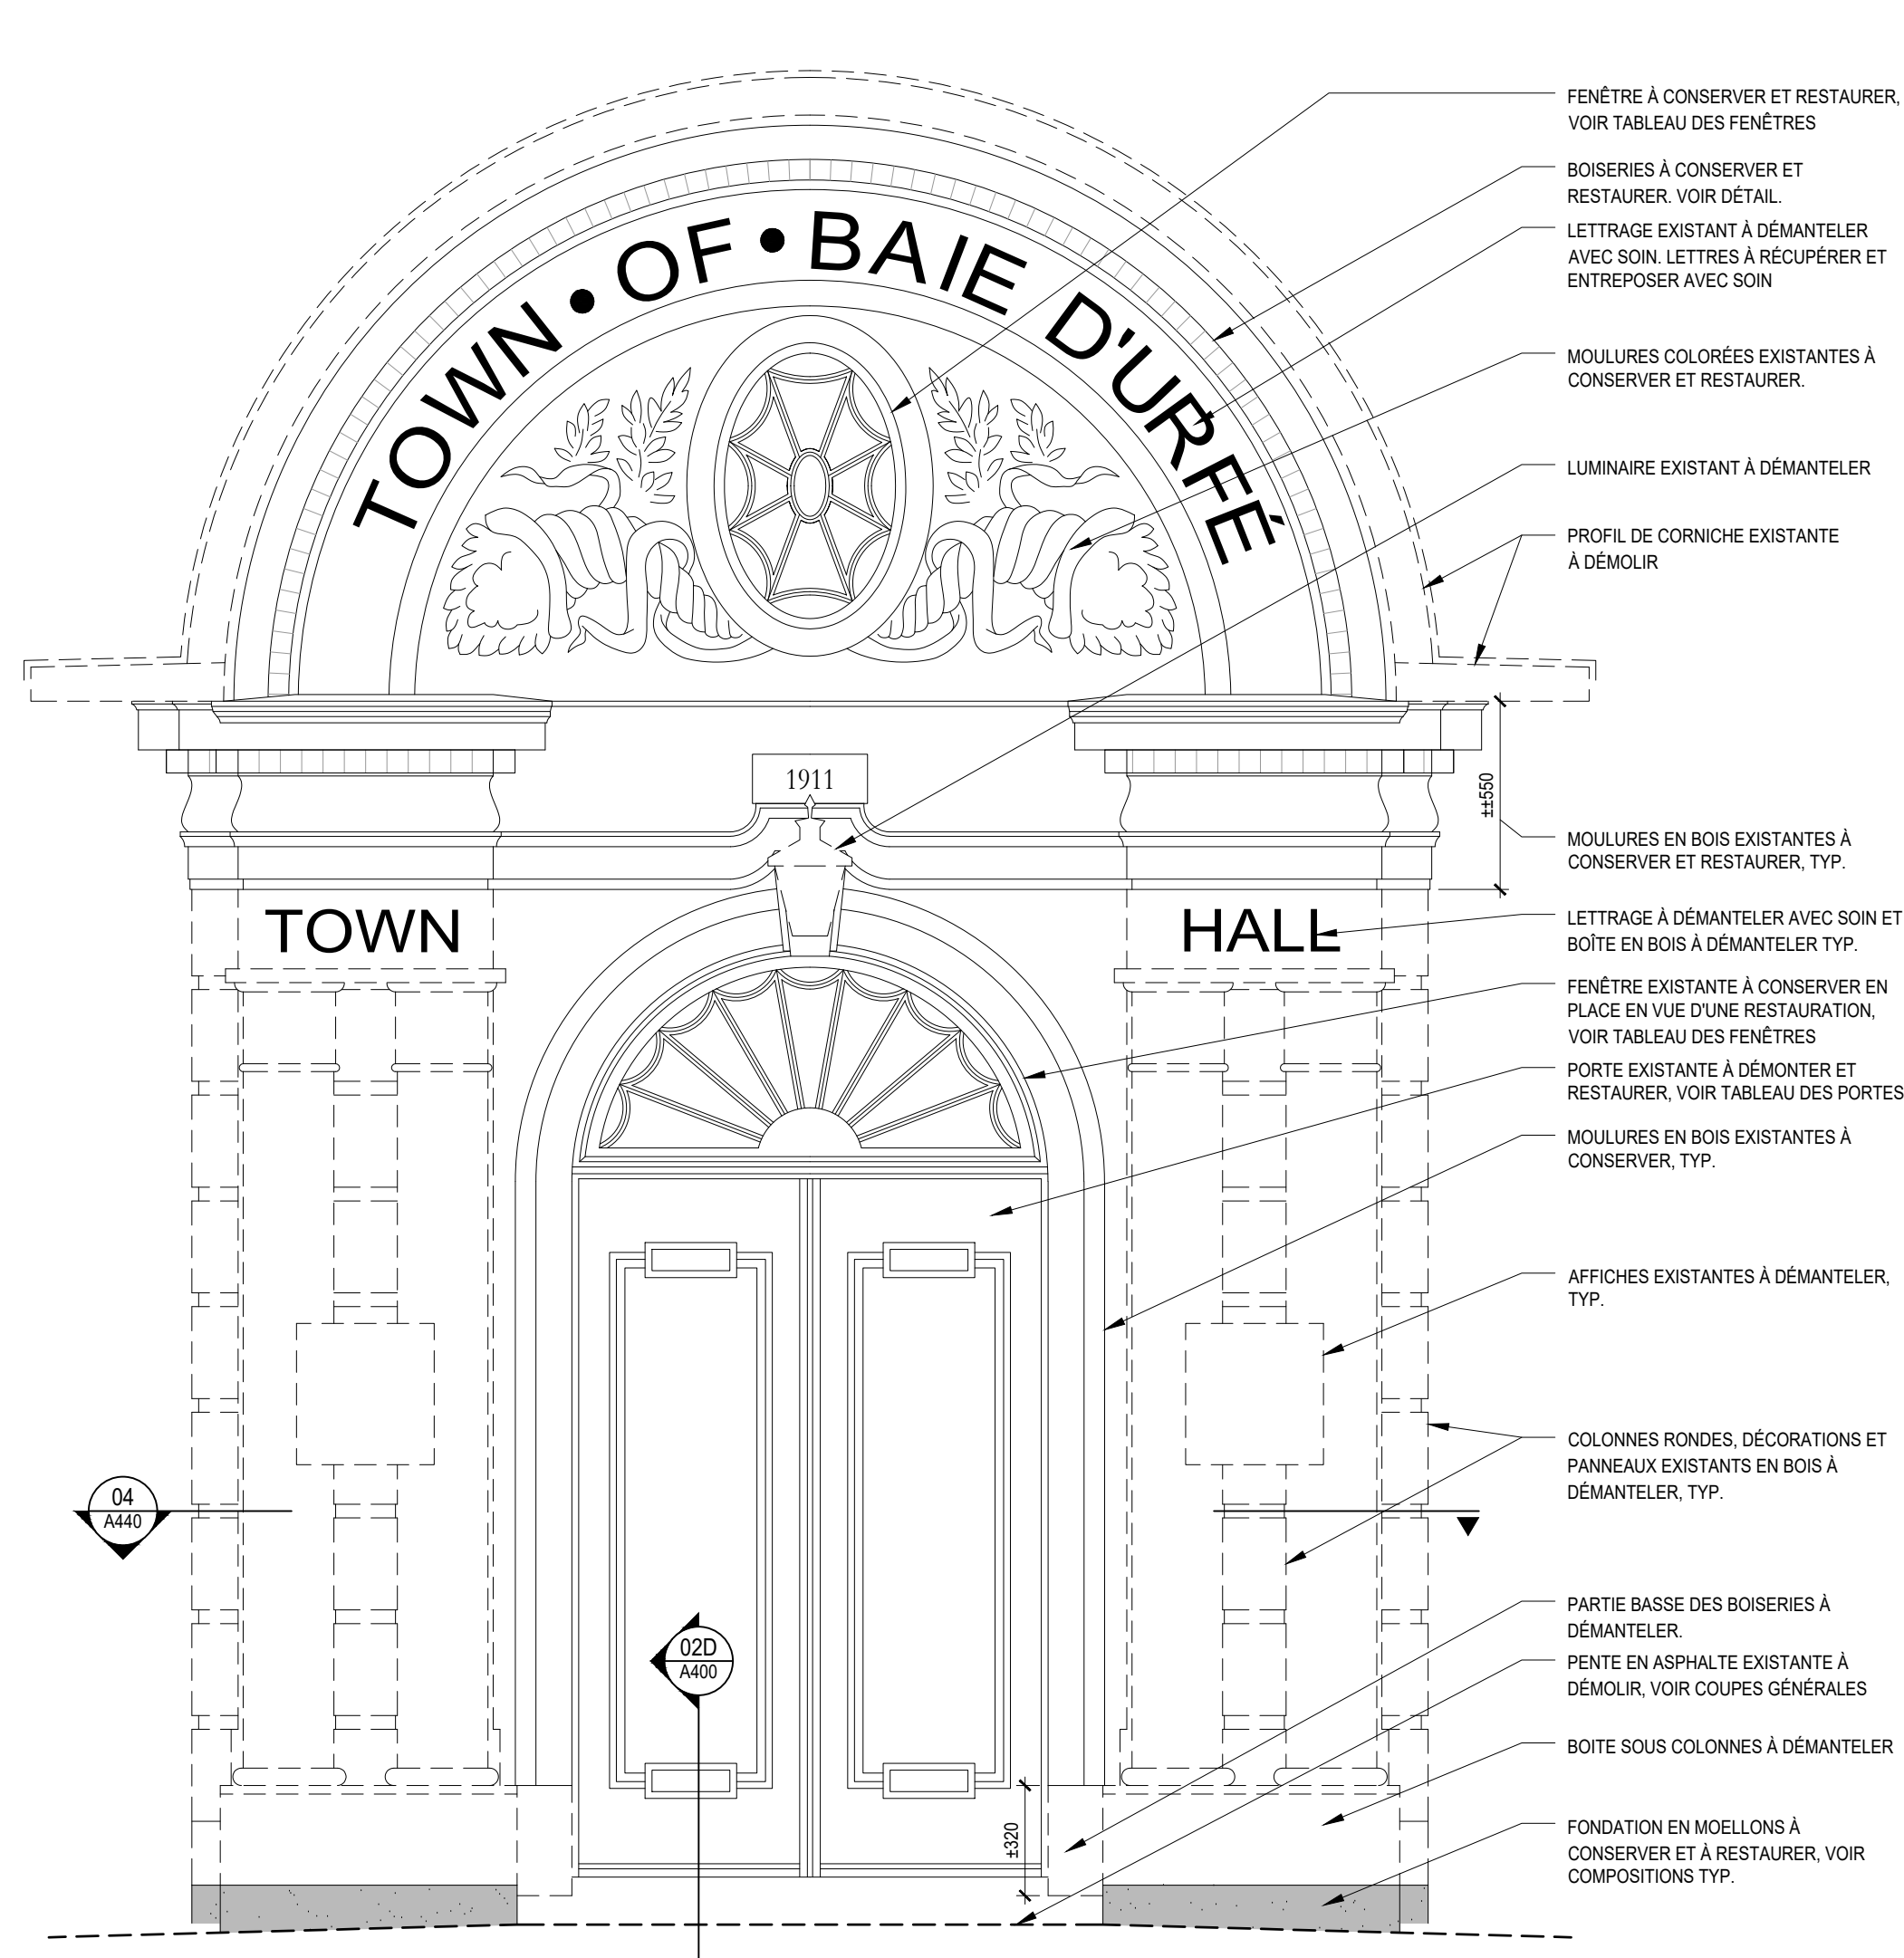 TOWN • OF • BAIE D'URFÉ
1911
TOWN
HALL
FENÊTRE À CONSERVER ET RESTAURER,
VOIR TABLEAU DES FENÊTRES
BOISERIES À CONSERVER ET
RESTAURER. VOIR DÉTAIL.
LETTRAGE EXISTANT À DÉMANTELER
AVEC SOIN. LETTRES À RÉCUPÉRER ET
ENTREPOSER AVEC SOIN
MOULURES COLORÉES EXISTANTES À
CONSERVER ET RESTAURER.
LUMINAIRE EXISTANT À DÉMANTELER
PROFIL DE CORNICHE EXISTANTE
À DÉMOLIR
±±550
MOULURES EN BOIS EXISTANTES À
CONSERVER ET RESTAURER, TYP.
LETTRAGE À DÉMANTELER AVEC SOIN ET
BOÎTE EN BOIS À DÉMANTELER TYP.
FENÊTRE EXISTANTE À CONSERVER EN
PLACE EN VUE D'UNE RESTAURATION,
VOIR TABLEAU DES FENÊTRES
PORTE EXISTANTE À DÉMONTER ET
RESTAURER, VOIR TABLEAU DES PORTES
MOULURES EN BOIS EXISTANTES À
CONSERVER, TYP.
AFFICHES EXISTANTES À DÉMANTELER,
TYP.
COLONNES RONDES, DÉCORATIONS ET
PANNEAUX EXISTANTS EN BOIS À
DÉMANTELER, TYP.
04
A440
02D
A400
PARTIE BASSE DES BOISERIES À
DÉMANTELER.
PENTE EN ASPHALTE EXISTANTE À
DÉMOLIR, VOIR COUPES GÉNÉRALES
BOITE SOUS COLONNES À DÉMANTELER
±320
FONDATION EN MOELLONS À
CONSERVER ET À RESTAURER, VOIR
COMPOSITIONS TYP.